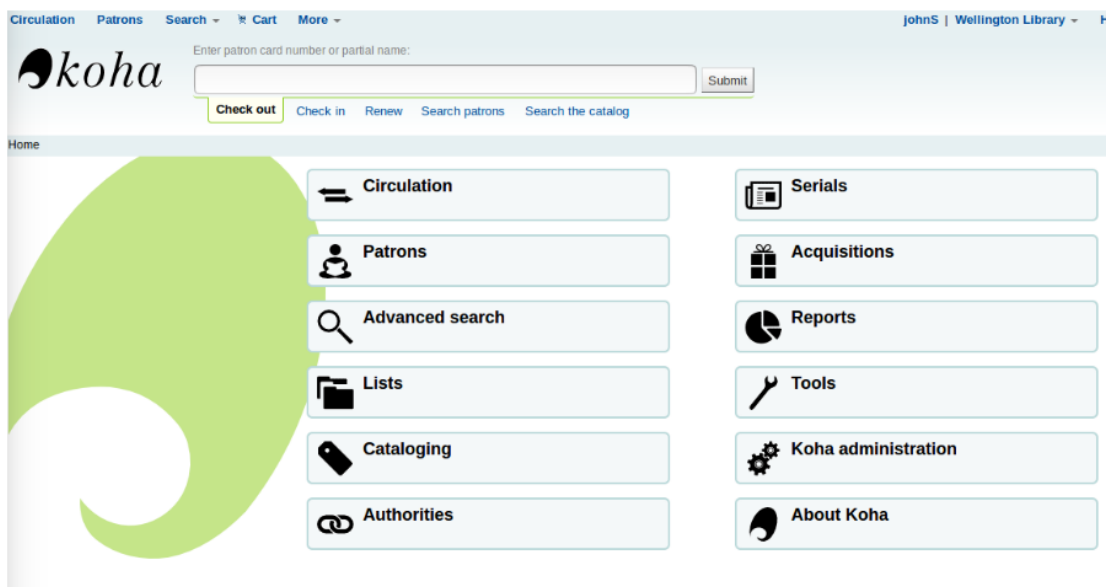 Circulation Patrons Search Cart More johnS | Wellington Library
koha
Enter patron card number or partial name:
Submit
Check out Check in Renew Search patrons Search the catalog
Home
Circulation
Serials
Patrons
Acquisitions
Advanced search
Reports
Lists
Tools
Cataloging
Koha administration
Authorities
About Koha